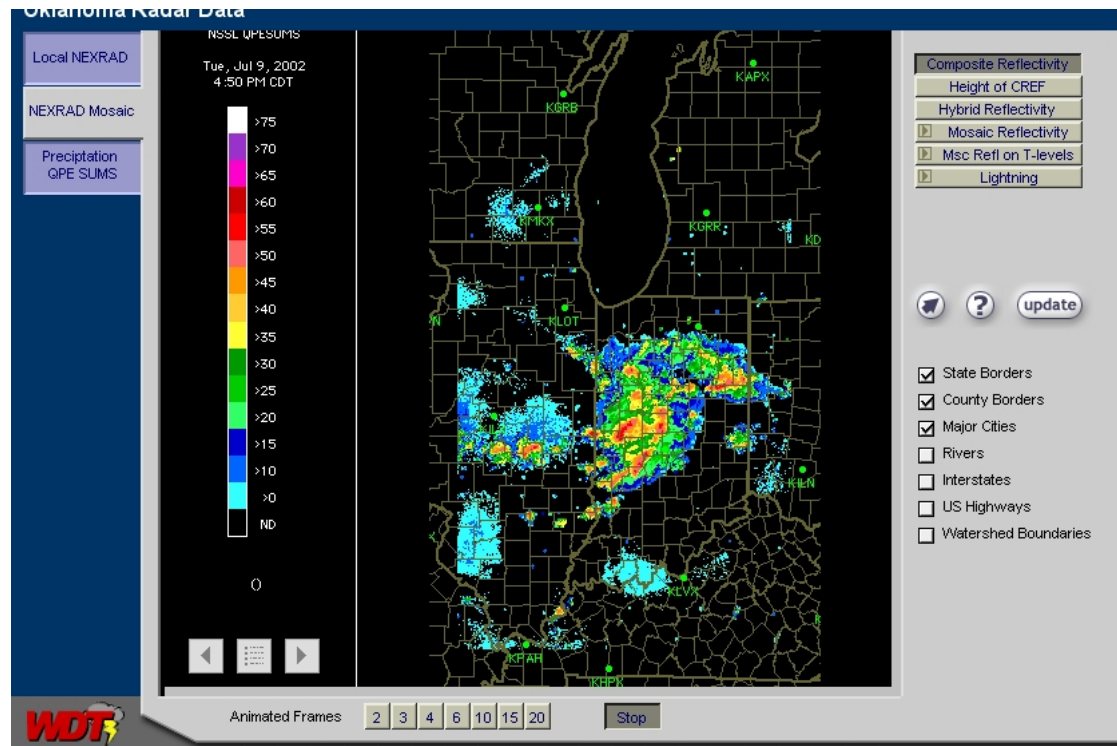 Oklahoma Radar Data
Local NEXRAD
NEXRAD Mosaic
Preciptation
QPE SUMS
NSSL QPESUMS
Tue, Jul 9, 2002
4:50 PM CDT
>75
>70
>65
>60
>55
>50
>45
>40
>35
>30
>25
>20
>15
>10
>0
ND
()
KAPX
KGRB
KMKX
KGRR
KD
KLOT
KILN
KLVX
KPAH
KHPX
Composite Reflectivity
Height of CREF
Hybrid Reflectivity
Mosaic Reflectivity
Msc Refl on T-levels
Lightning
?
update
State Borders
County Borders
Major Cities
Rivers
Interstates
US Highways
Watershed Boundaries
WDT
Animated Frames
2 3 4 6 10 15 20
Stop